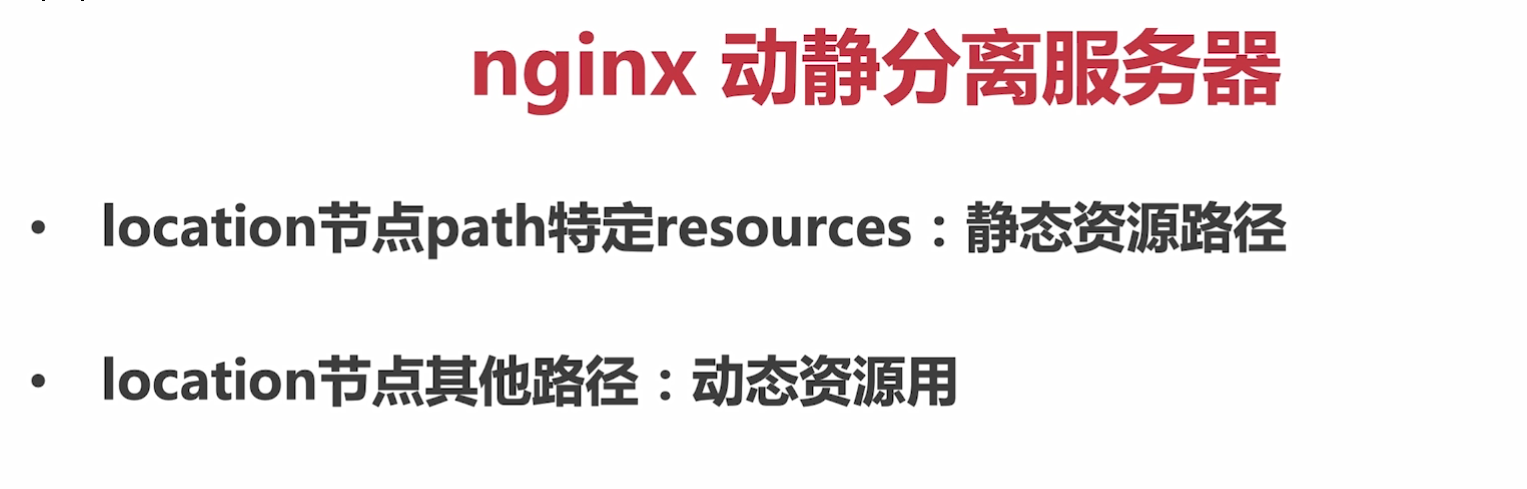 nginx 动静分离服务器
• location节点path特定resources：静态资源路径
• location节点其他路径：动态资源用